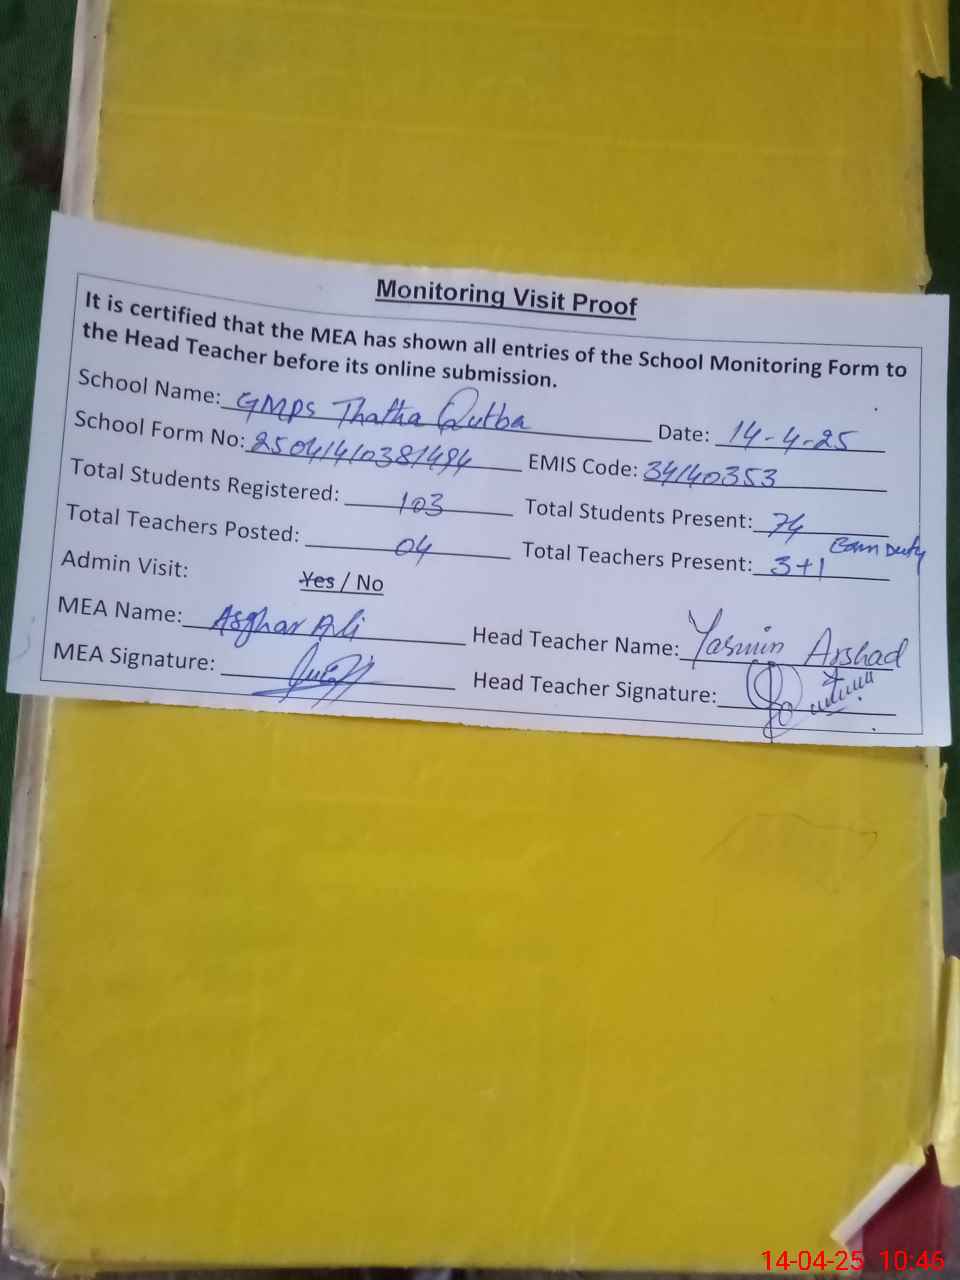 Monitoring Visit Proof
It is certified that the MEA has shown all entries of the School Monitoring Form to
the Head Teacher before its online submission.
School Name: GMPS Thatha Qutba Date: 14-4-25
School Form No: 25041410381494 EMIS Code: 34140353
Total Students Registered: 103 Total Students Present: 74
Total Teachers Posted: 04 Total Teachers Present: 3+1 Exam Duty
Admin Visit: Yes / No
MEA Name: Asghar Ali Head Teacher Name: Yasmin Arshad
MEA Signature: Head Teacher Signature:
14-04-25 10:46